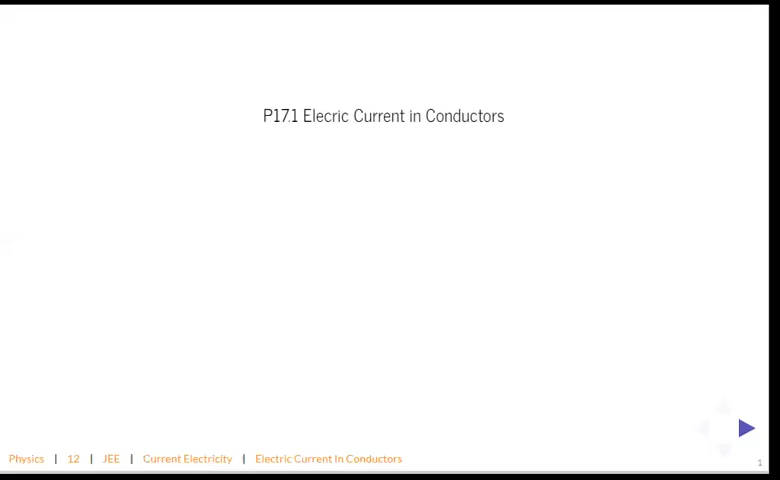 P17.1 Elecric Current in Conductors
Physics | 12 | JEE | Current Electricity | Electric Current In Conductors
1